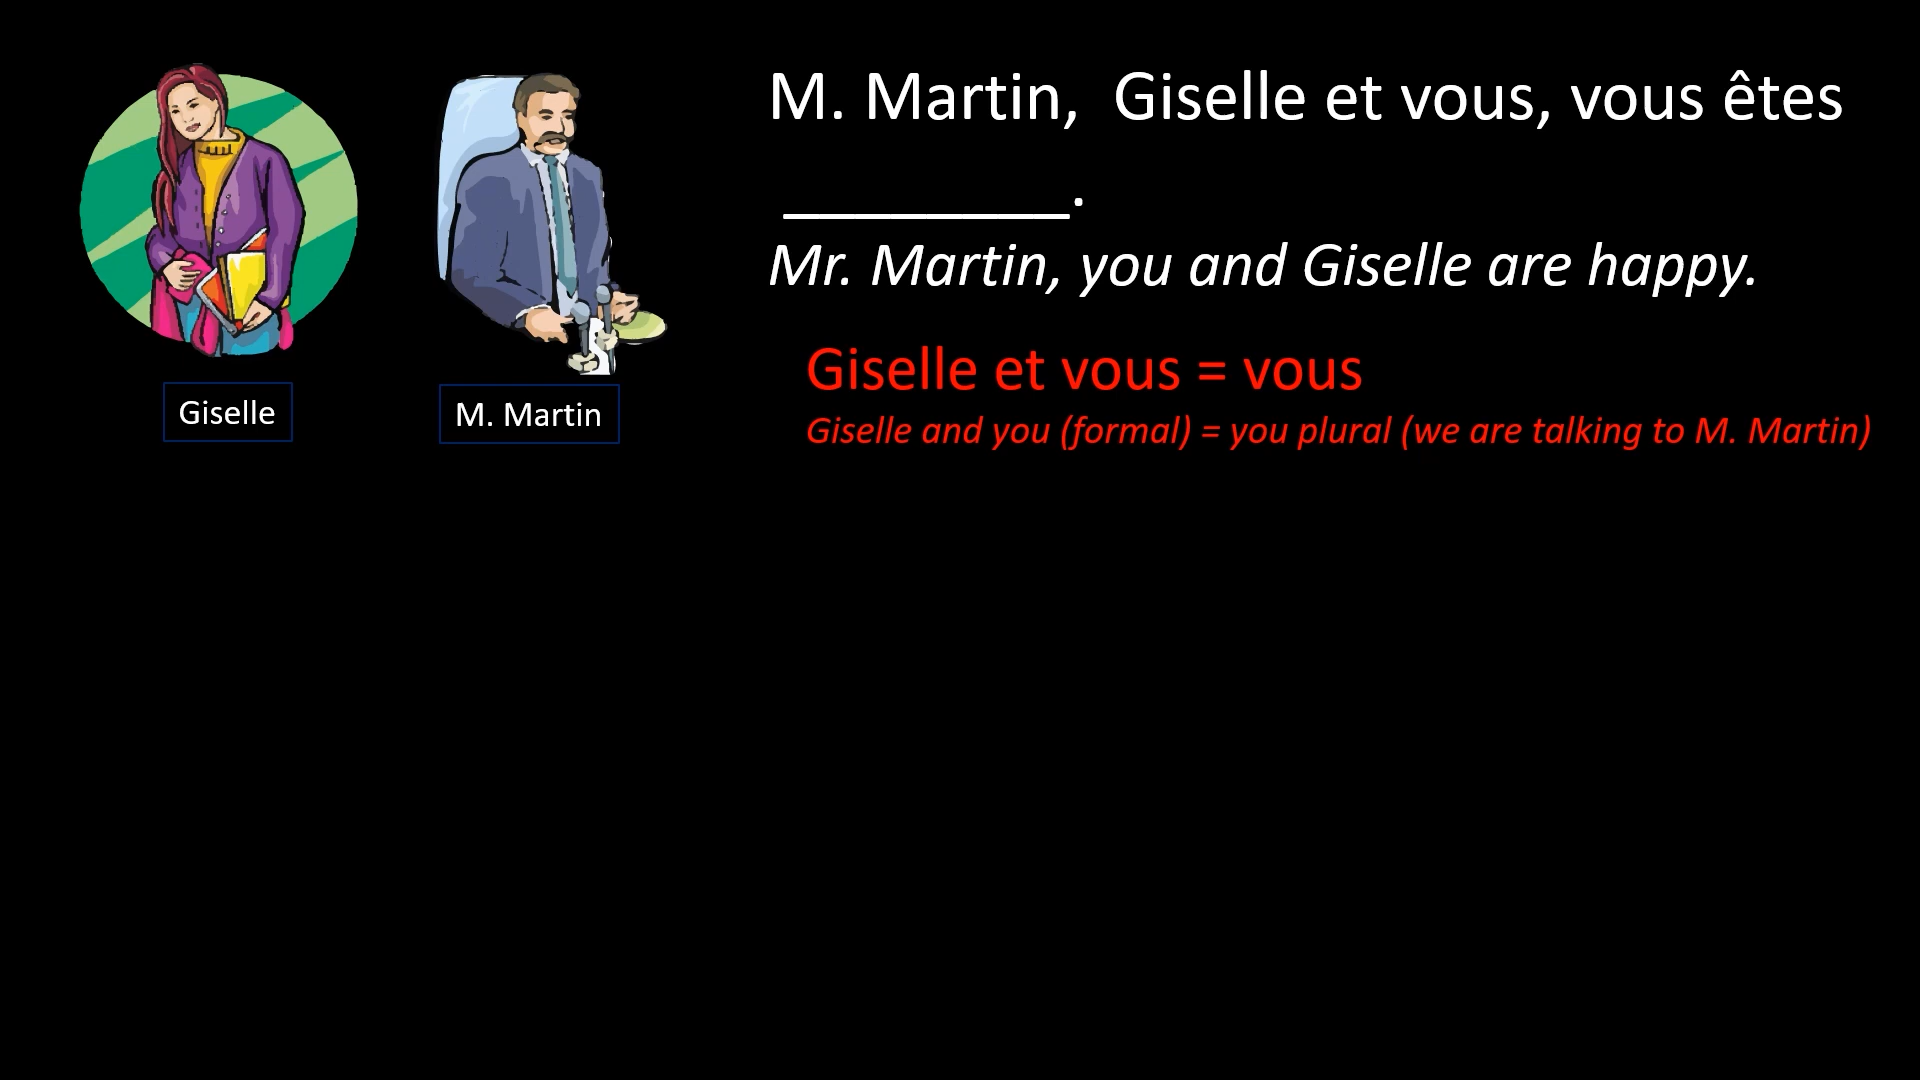 M. Martin,  Giselle et vous, vous êtes
________.
Mr. Martin, you and Giselle are happy.
Giselle et vous = vous
Giselle and you (formal) = you plural (we are talking to M. Martin)
Giselle
M. Martin